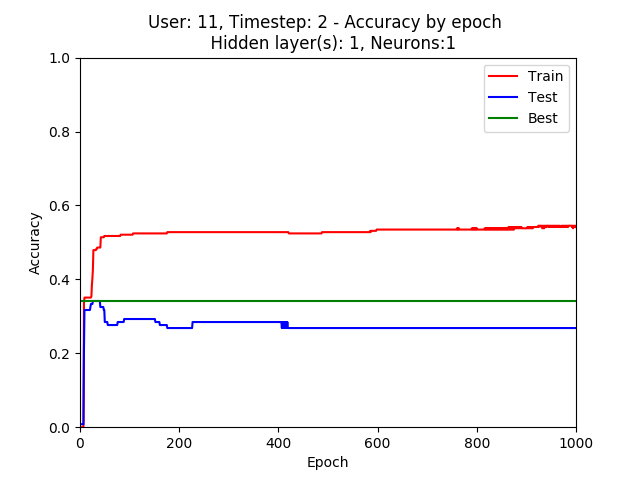 User: 11, Timestep: 2 - Accuracy by epoch
Hidden layer(s): 1, Neurons:1
1.0
0.8
0.6
0.4
0.2
0.0
Accuracy
Train
Test
Best
0 200 400 600 800 1000
Epoch